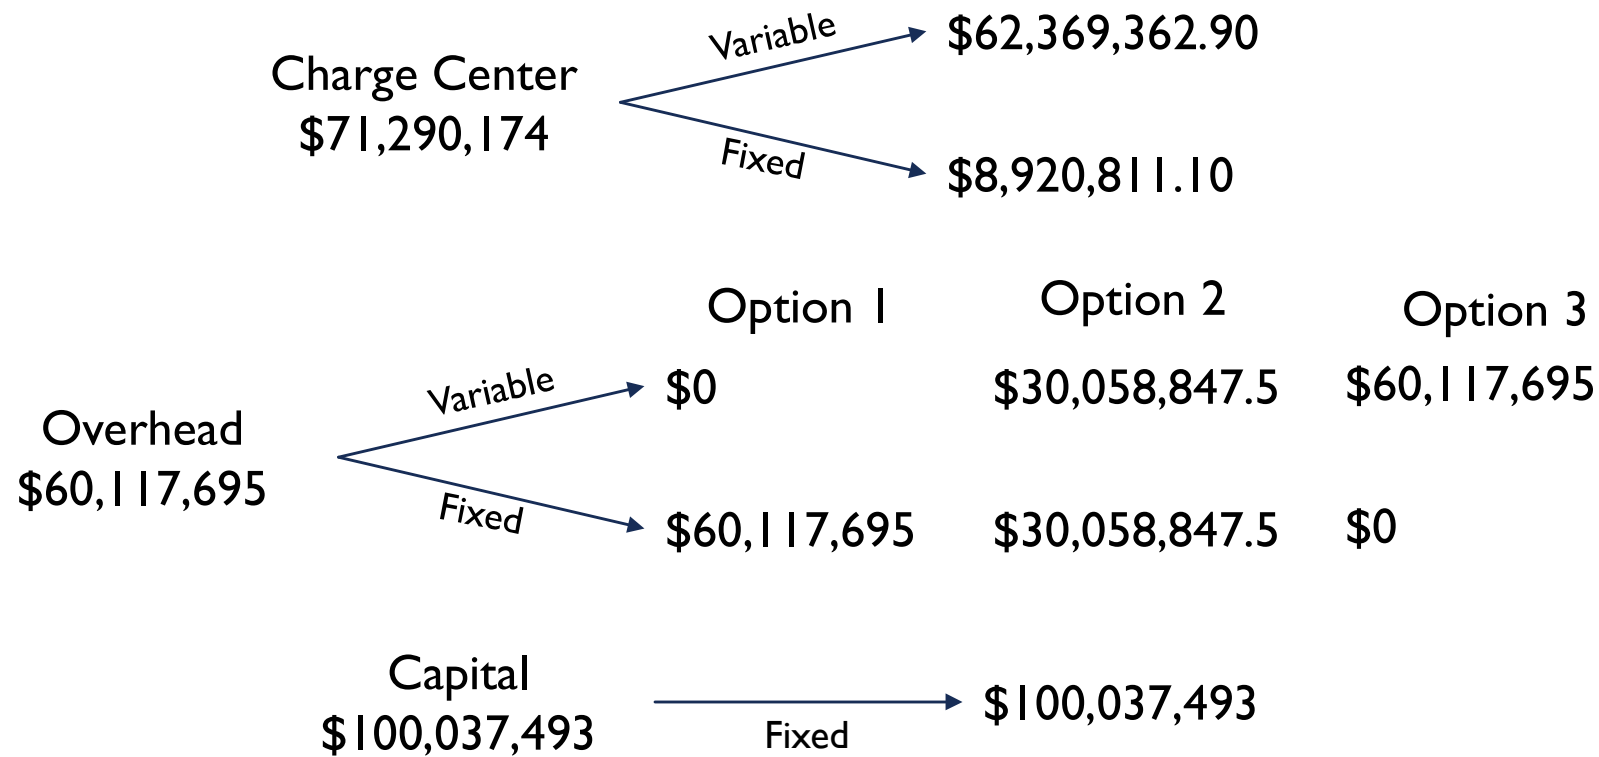 Charge Center
$71,290,174
Variable
$62,369,362.90
Fixed
$8,920,811.10
Option 1
Option 2
Option 3
Overhead
$60,117,695
Variable
$0
$30,058,847.5
$60,117,695
Fixed
$60,117,695
$30,058,847.5
$0
Capital
$100,037,493
Fixed
$100,037,493